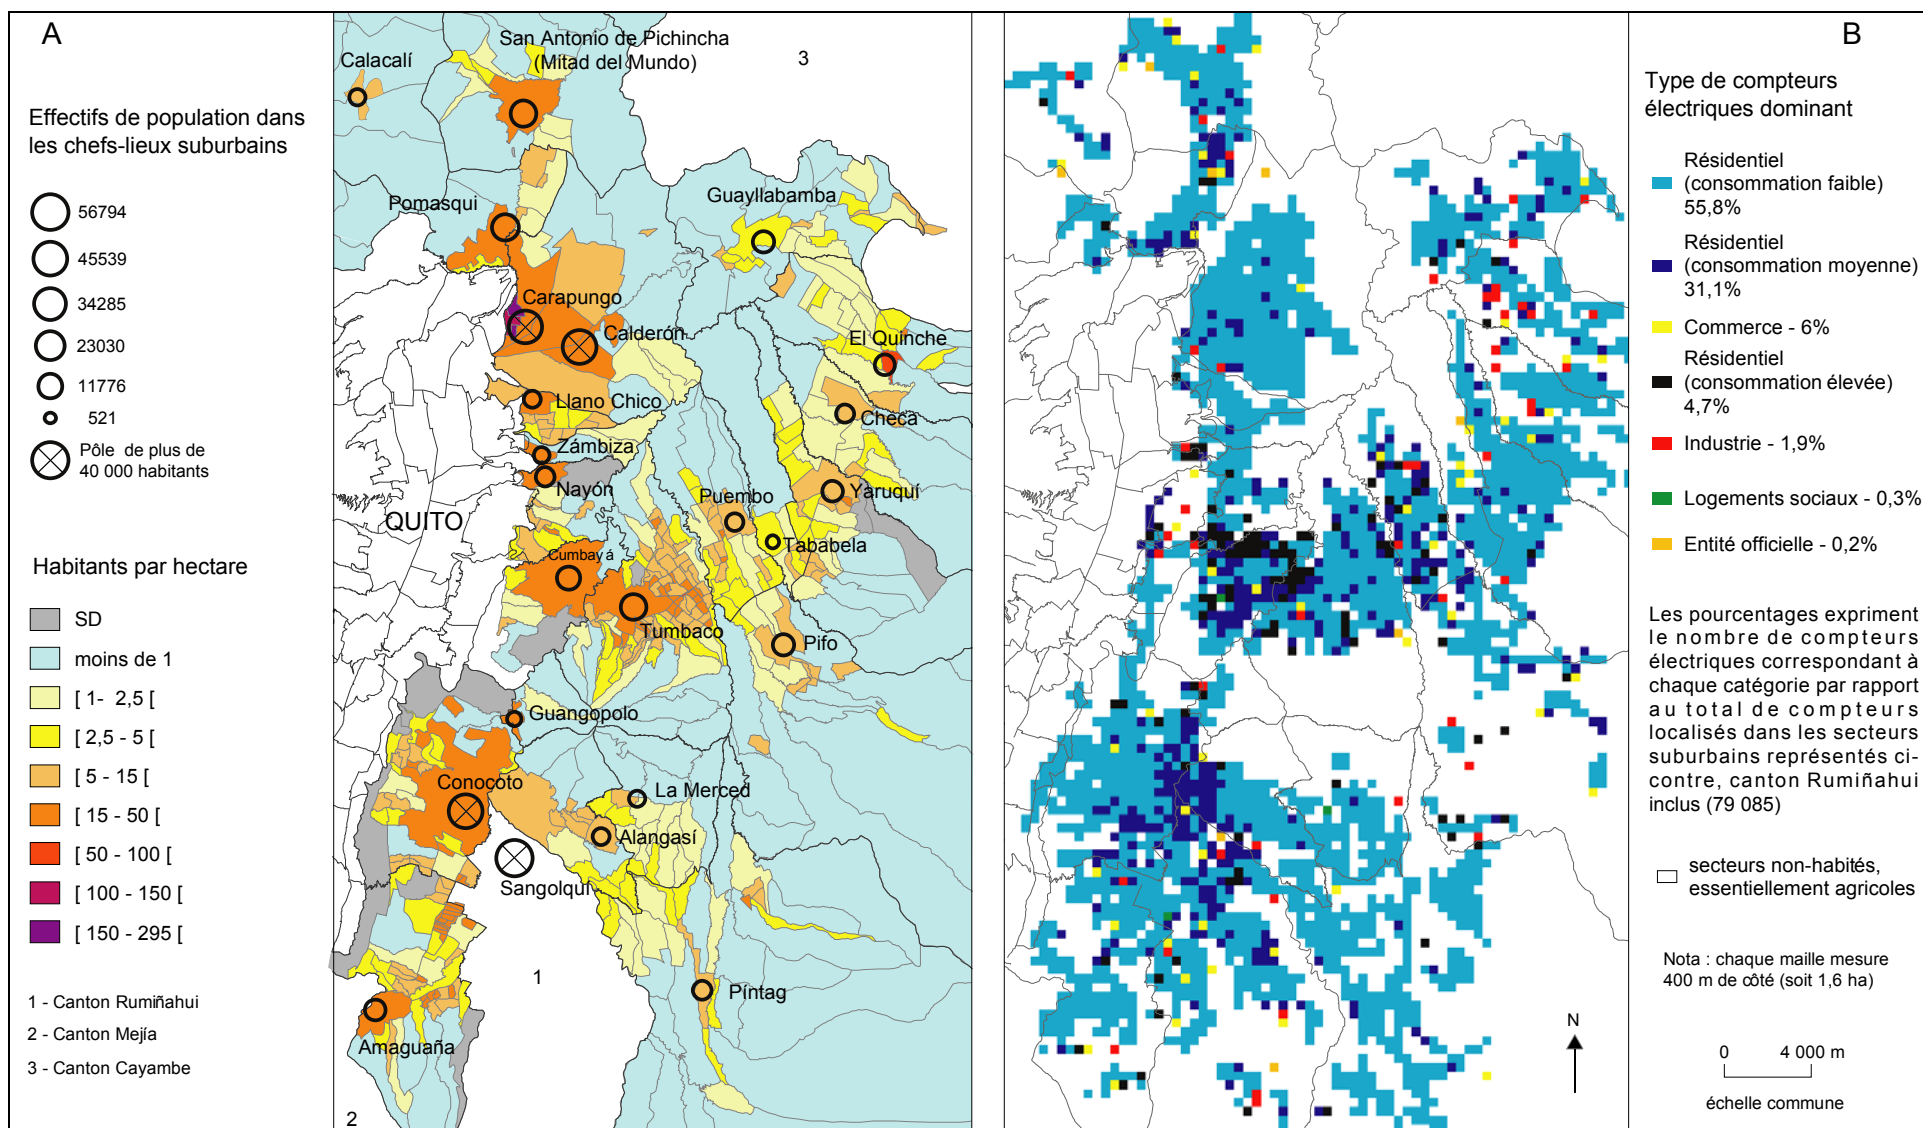 A
Effectifs de population dans
les chefs-lieux suburbains
56794
45539
34285
23030
11776
521
Pôle de plus de
40 000 habitants
Habitants par hectare
SD
moins de 1
[ 1- 2,5 [
[ 2,5 - 5 [
[ 5 - 15 [
[ 15 - 50 [
[ 50 - 100 [
[ 100 - 150 [
[ 150 - 295 [
1 - Canton Rumiñahui
2 - Canton Mejía
3 - Canton Cayambe
San Antonio de Pichincha
(Mitad del Mundo)
3
Calacalí
Guayllabamba
Pomasqui
Carapungo
Calderón
El Quinche
Llano Chico
Checa
Zámbiza
Nayón
Puembo
Yaruquí
QUITO
Tababela
Cumbay á
Tumbaco
Pifo
Guangopolo
Conocoto
La Merced
Alangasí
Sangolquí
1
Píntag
Amaguaña
2
B
Type de compteurs
électriques dominant
Résidentiel
(consommation faible)
55,8%
Résidentiel
(consommation moyenne)
31,1%
Commerce - 6%
Résidentiel
(consommation élevée)
4,7%
Industrie - 1,9%
Logements sociaux - 0,3%
Entité officielle - 0,2%
Les pourcentages expriment
le nombre de compteurs
électriques correspondant à
chaque catégorie par rapport
au total de compteurs
localisés dans les secteurs
suburbains représentés ci-
contre, canton Rumiñahui
inclus (79 085)
secteurs non-habités,
essentiellement agricoles
Nota : chaque maille mesure
400 m de côté (soit 1,6 ha)
N
0 4 000 m
échelle commune